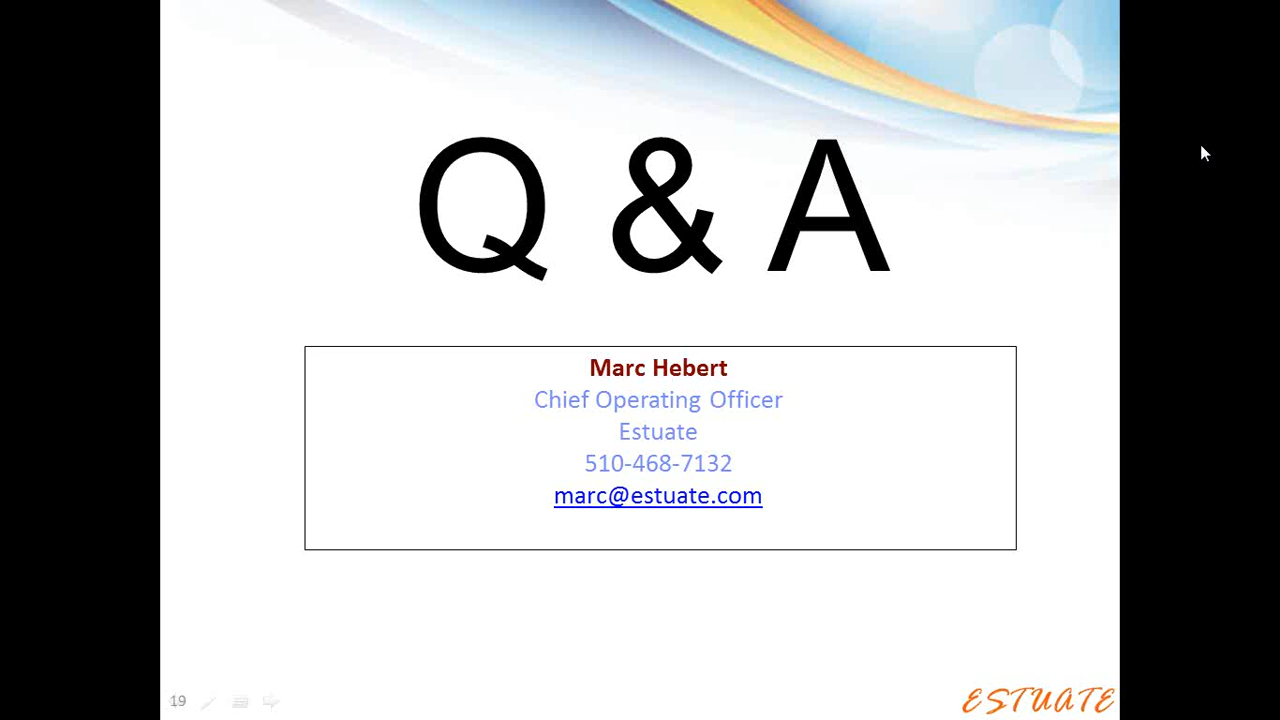 Q & A
Marc Hebert
Chief Operating Officer
Estuate
510-468-7132
marc@estuate.com
19
ESTUATE